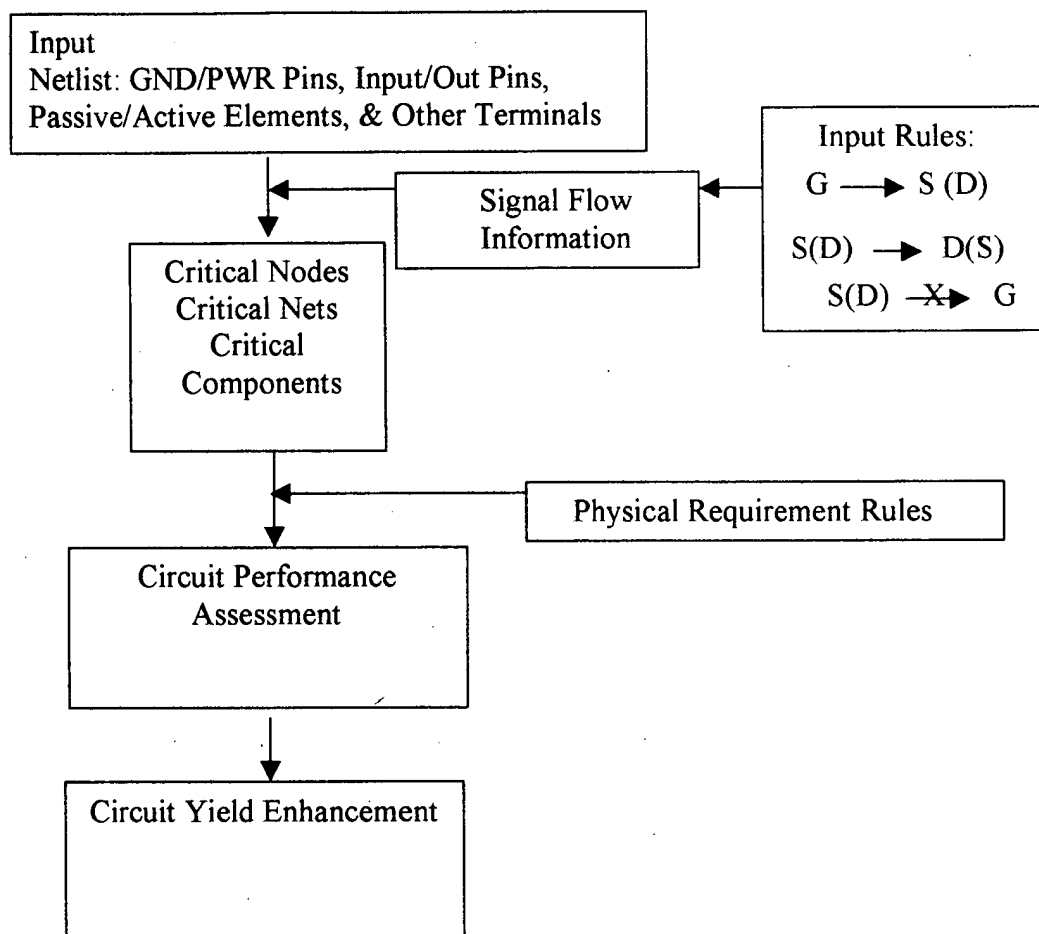 Input
Netlist: GND/PWR Pins, Input/Out Pins,
Passive/Active Elements, & Other Terminals
Input Rules:
G → S (D)
S(D) → D(S)
S(D) -X→ G
Signal Flow
Information
Critical Nodes
Critical Nets
Critical
Components
Physical Requirement Rules
Circuit Performance
Assessment
Circuit Yield Enhancement